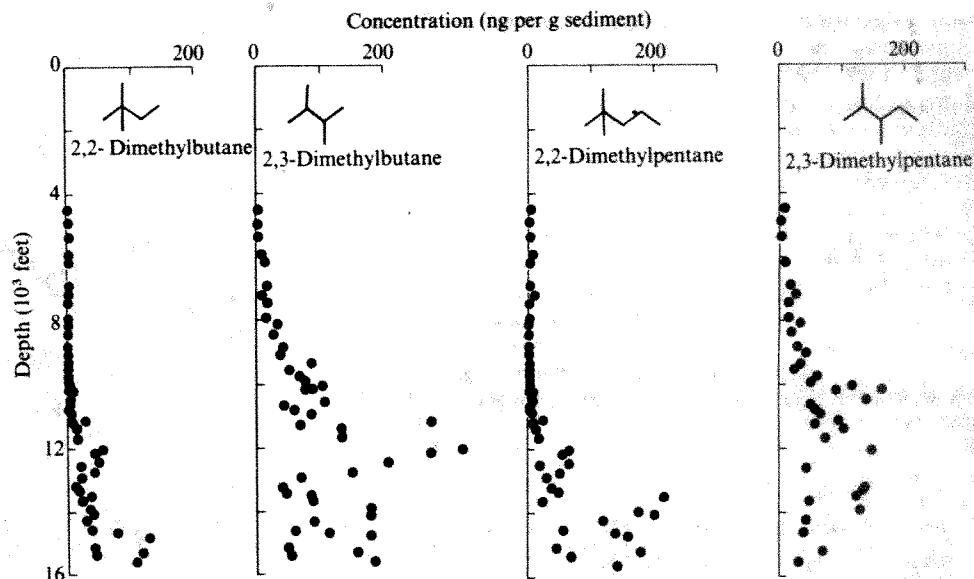 Concentration (ng per g sediment)
0 200 0 200 0 200 0 200
0
2,2- Dimethylbutane
2,3-Dimethylbutane
2,2-Dimethylpentane
2,3-Dimethylpentane
4
8
12
16
Depth (10³ feet)